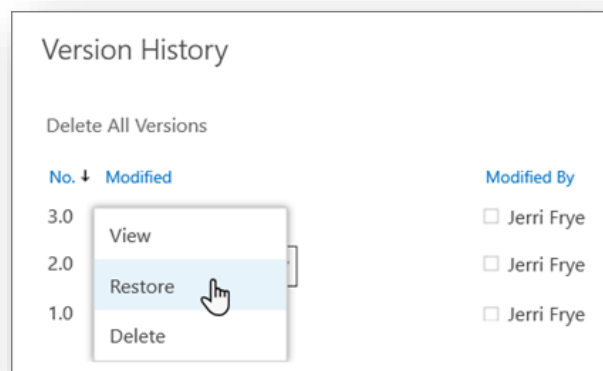 Version History
Delete All Versions
No. ↓ Modified Modified By
3.0 Jerri Frye
View
2.0 Jerri Frye
Restore
1.0 Jerri Frye
Delete